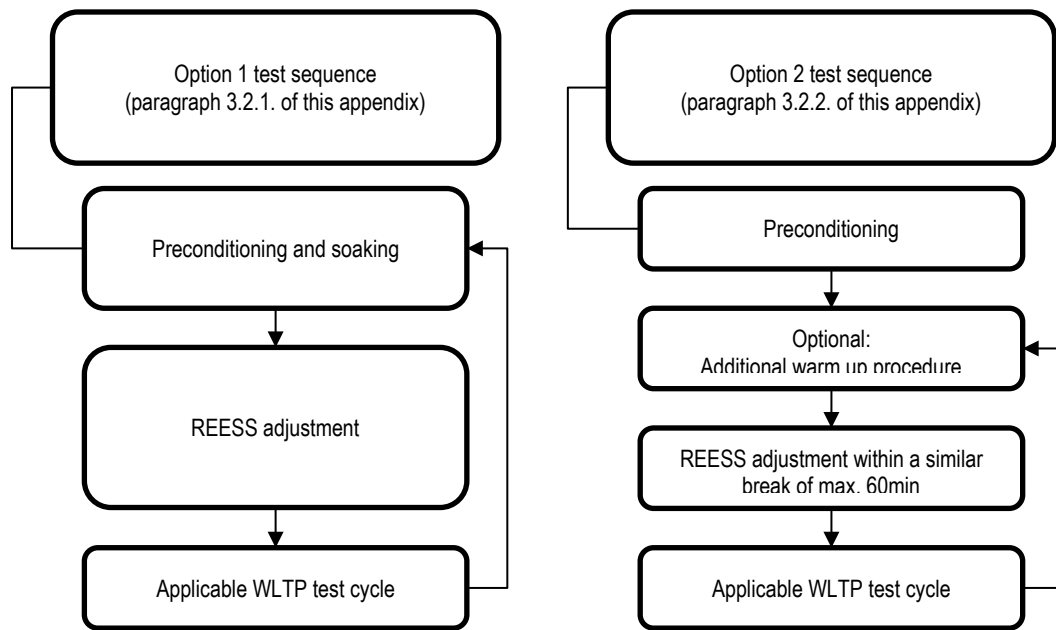 Option 1 test sequence
(paragraph 3.2.1. of this appendix)
Preconditioning and soaking
REESS adjustment
Applicable WLTP test cycle
Option 2 test sequence
(paragraph 3.2.2. of this appendix)
Preconditioning
Optional:
Additional warm up procedure
REESS adjustment within a similar
break of max. 60min
Applicable WLTP test cycle